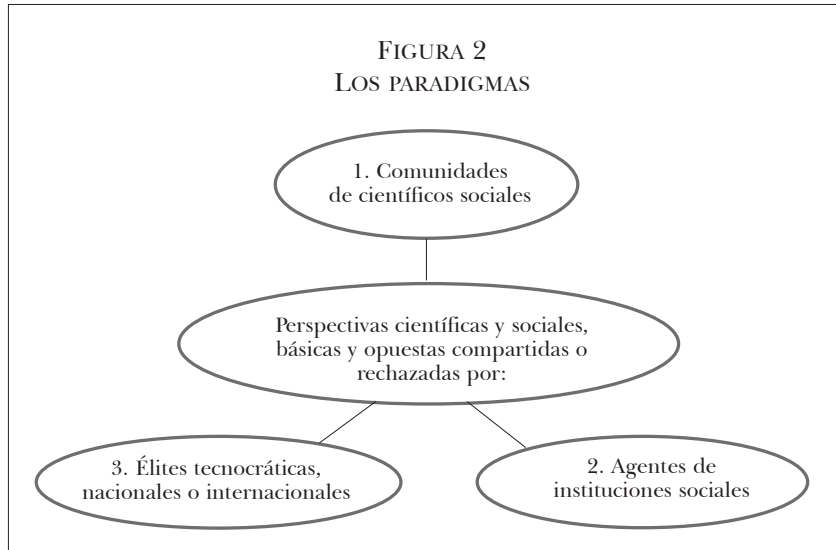 FIGURA 2
LOS PARADIGMAS
1. Comunidades
de científicos sociales
Perspectivas científicas y sociales,
básicas y opuestas compartidas o
rechazadas por:
3. Élites tecnocráticas,
nacionales o internacionales
2. Agentes de
instituciones sociales